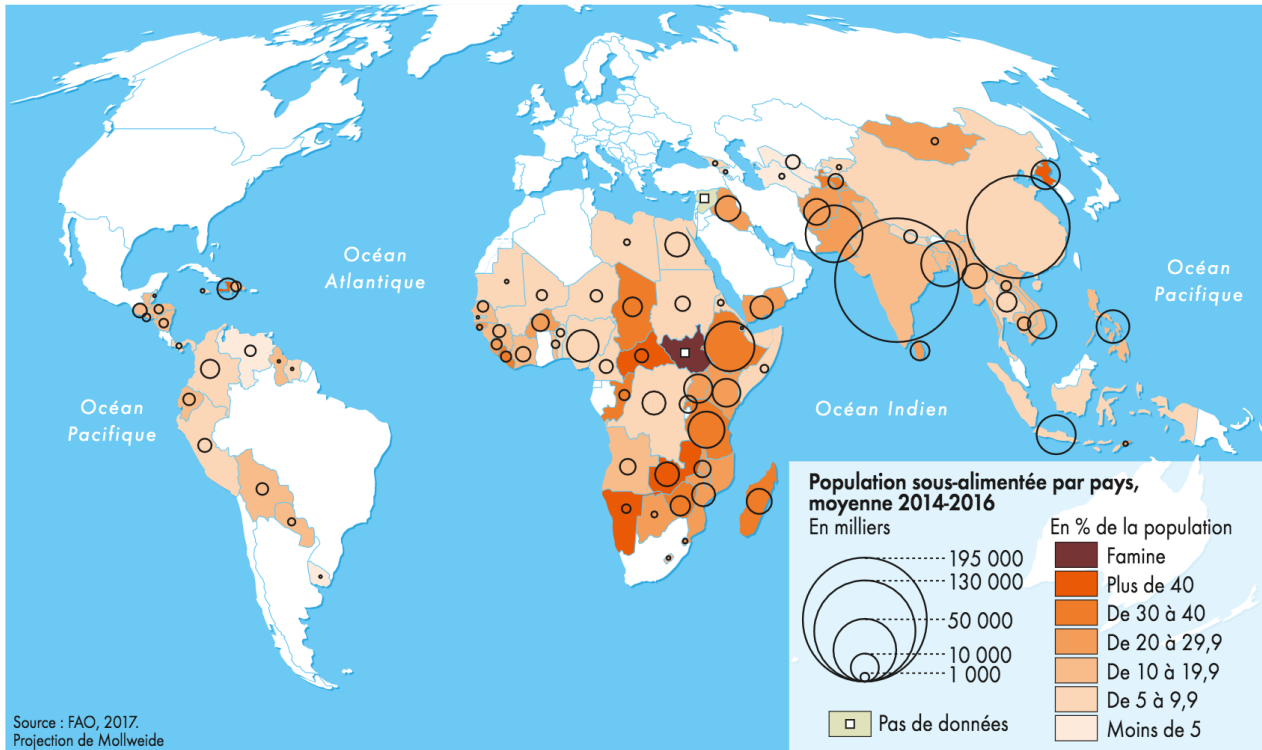 Océan
Atlantique
Océan
Pacifique
Océan
Pacifique
Océan Indien
Population sous-alimentée par pays,
moyenne 2014-2016
En milliers
195 000
130 000
50 000
10 000
1 000
Pas de données
En % de la population
Famine
Plus de 40
De 30 à 40
De 20 à 29,9
De 10 à 19,9
De 5 à 9,9
Moins de 5
Source : FAO, 2017.
Projection de Mollweide